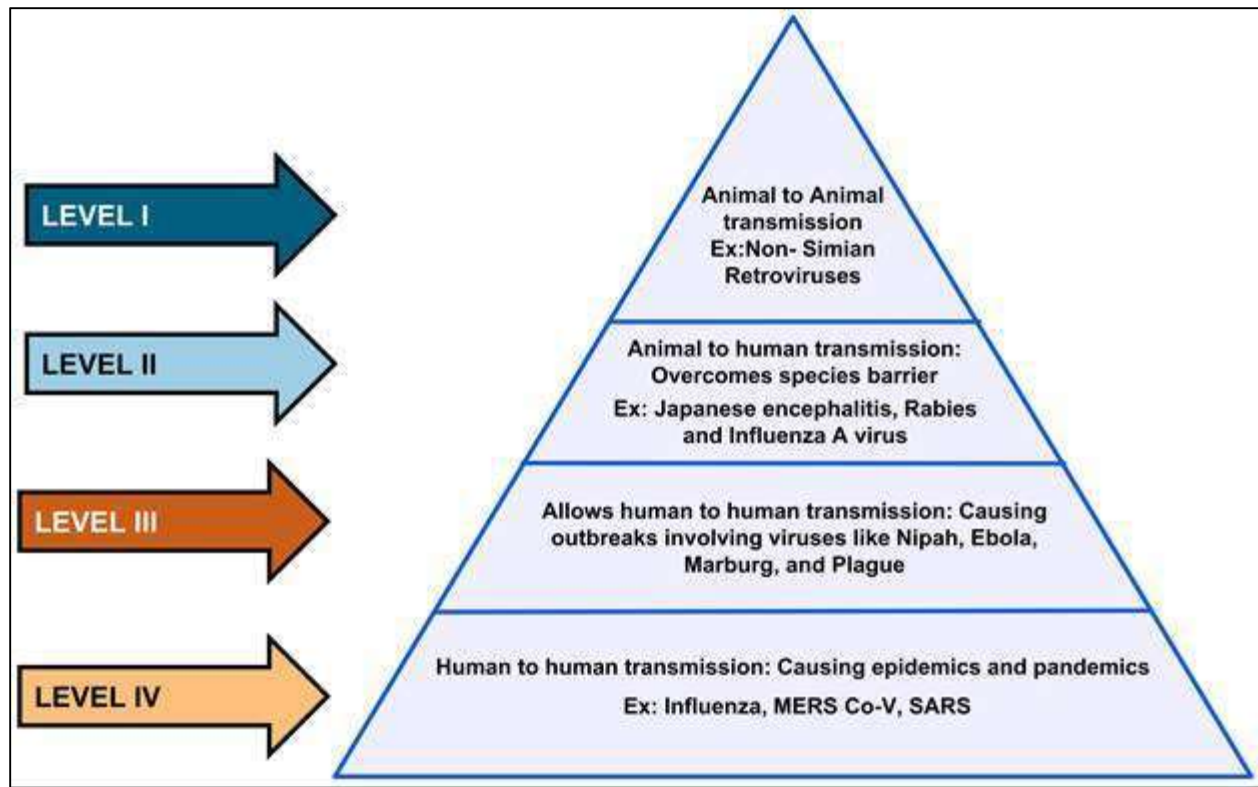 LEVEL I
Animal to Animal
transmission
Ex:Non- Simian
Retroviruses
LEVEL II
Animal to human transmission:
Overcomes species barrier
Ex: Japanese encephalitis, Rabies
and Influenza A virus
LEVEL III
Allows human to human transmission: Causing
outbreaks involving viruses like Nipah, Ebola,
Marburg, and Plague
LEVEL IV
Human to human transmission: Causing epidemics and pandemics
Ex: Influenza, MERS Co-V, SARS